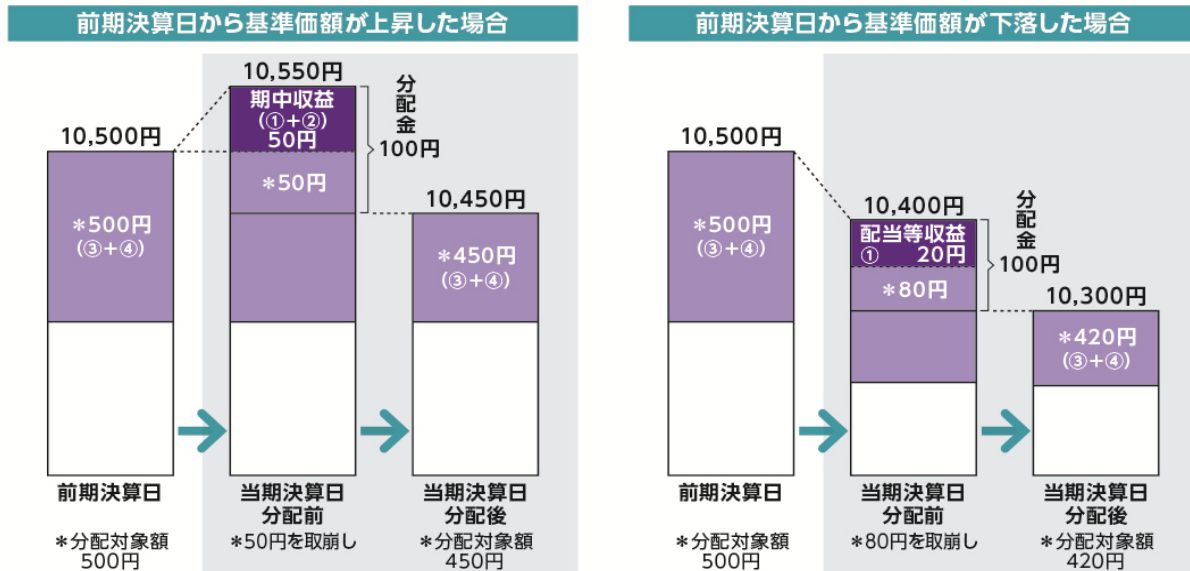 前期決算日から基準価額が上昇した場合
10,500円
*500円
(③+④)
10,550円
期中収益
(①+②)
50円
*50円
分配金
100円
10,450円
*450円
(③+④)
前期決算日
当期決算日
分配前
当期決算日
分配後
*分配対象額
500円
*50円を取崩し
*分配対象額
450円
前期決算日から基準価額が下落した場合
10,500円
*500円
(③+④)
10,400円
配当等収益
① 20円
*80円
分配金
100円
10,300円
*420円
(③+④)
前期決算日
当期決算日
分配前
当期決算日
分配後
*分配対象額
500円
*80円を取崩し
*分配対象額
420円